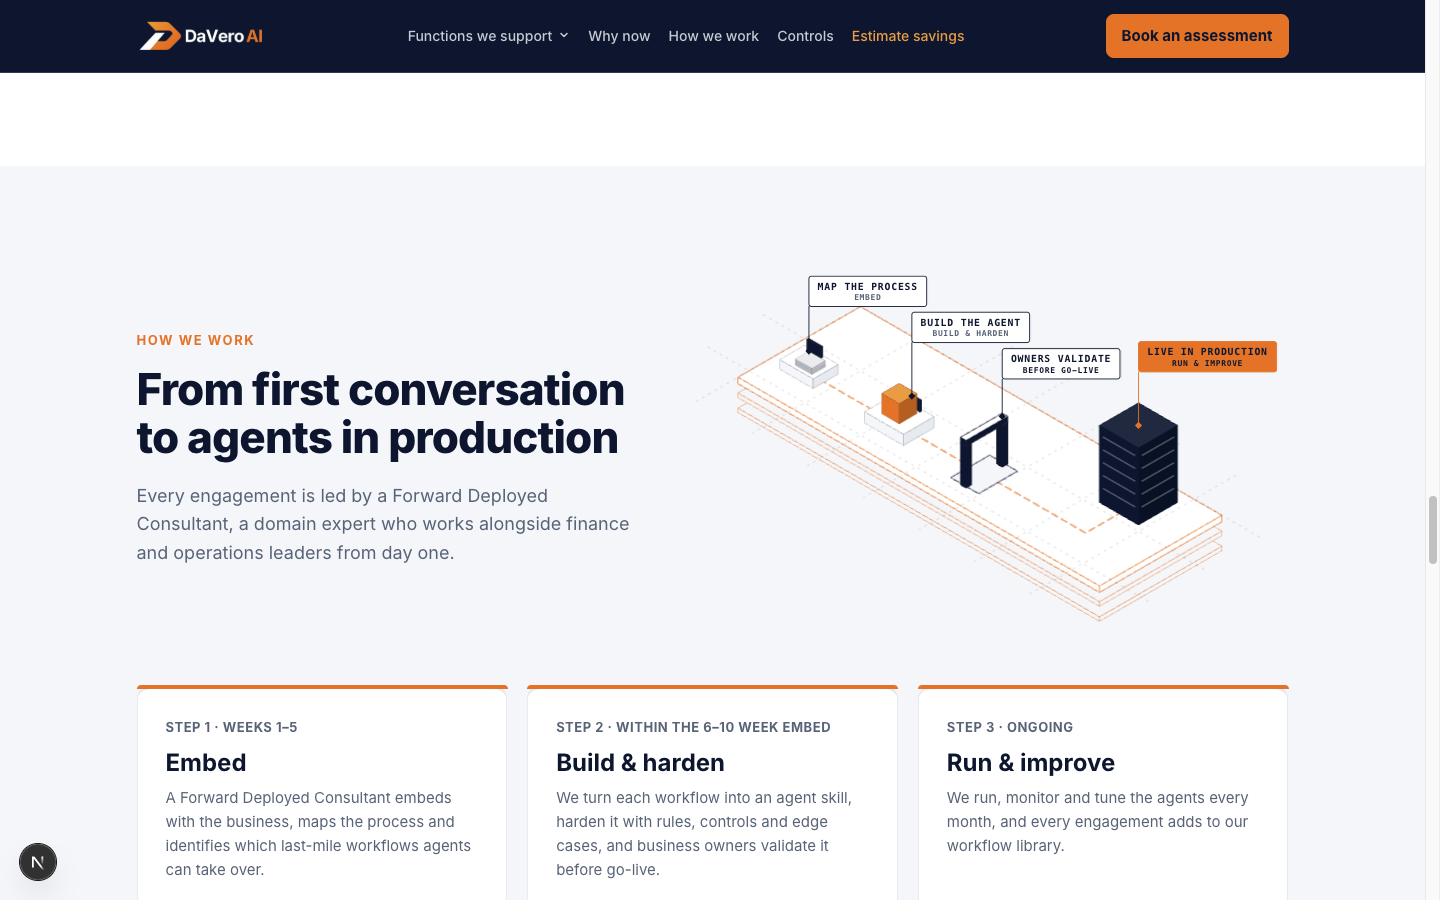 DaVero AI
Functions we support
Why now
How we work
Controls
Estimate savings
Book an assessment
HOW WE WORK
From first conversation
to agents in production
Every engagement is led by a Forward Deployed
Consultant, a domain expert who works alongside finance
and operations leaders from day one.
MAP THE PROCESS
EMBED
BUILD THE AGENT
BUILD & HARDEN
OWNERS VALIDATE
BEFORE GO-LIVE
LIVE IN PRODUCTION
RUN & IMPROVE
STEP 1 · WEEKS 1–5
Embed
A Forward Deployed Consultant embeds
with the business, maps the process and
identifies which last-mile workflows agents
can take over.
STEP 2 · WITHIN THE 6–10 WEEK EMBED
Build & harden
We turn each workflow into an agent skill,
harden it with rules, controls and edge
cases, and business owners validate it
before go-live.
STEP 3 · ONGOING
Run & improve
We run, monitor and tune the agents every
month, and every engagement adds to our
workflow library.
N